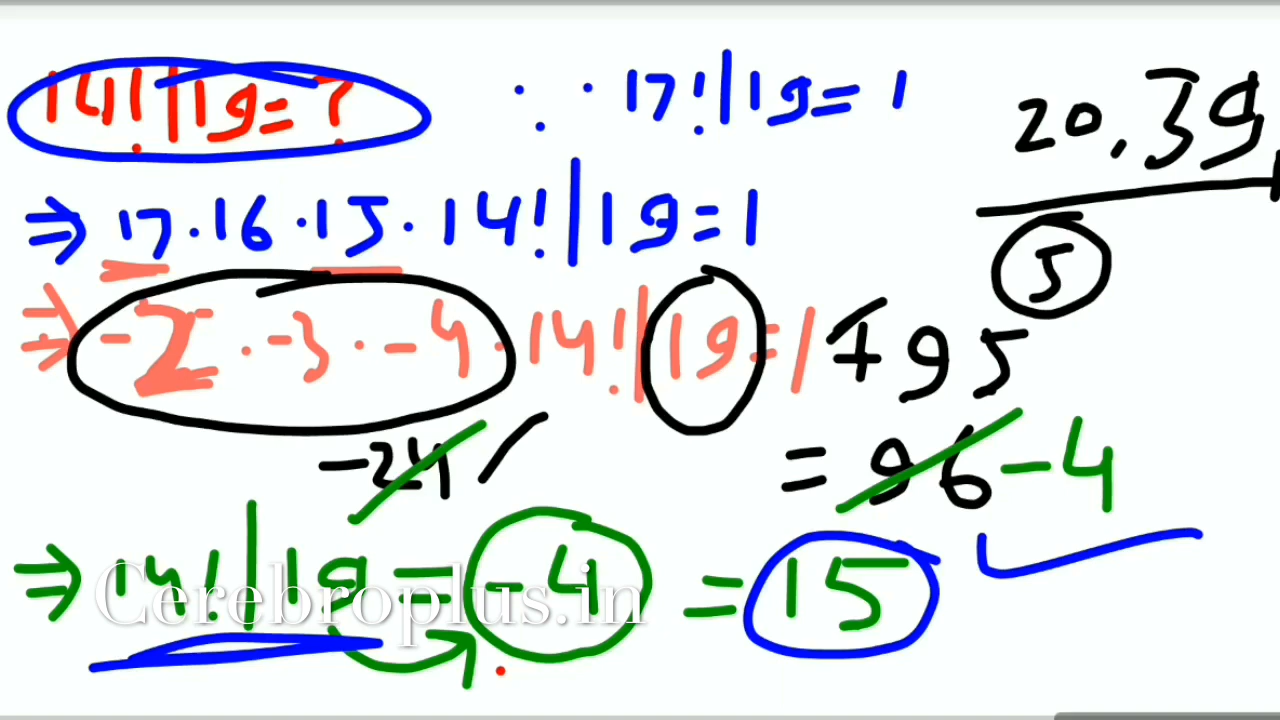 14! | 19 = ?
∴ 17! | 19 = 1
20.39
⇒ 17 · 16 · 15 · 14! | 19 = 1
5
⇒ -2 · -3 · -4 · 14! | 19 = 1 + 95
-24 / = 96 -4
⇒ 14! | 19 = -4 = 15
Cerebroplus.in